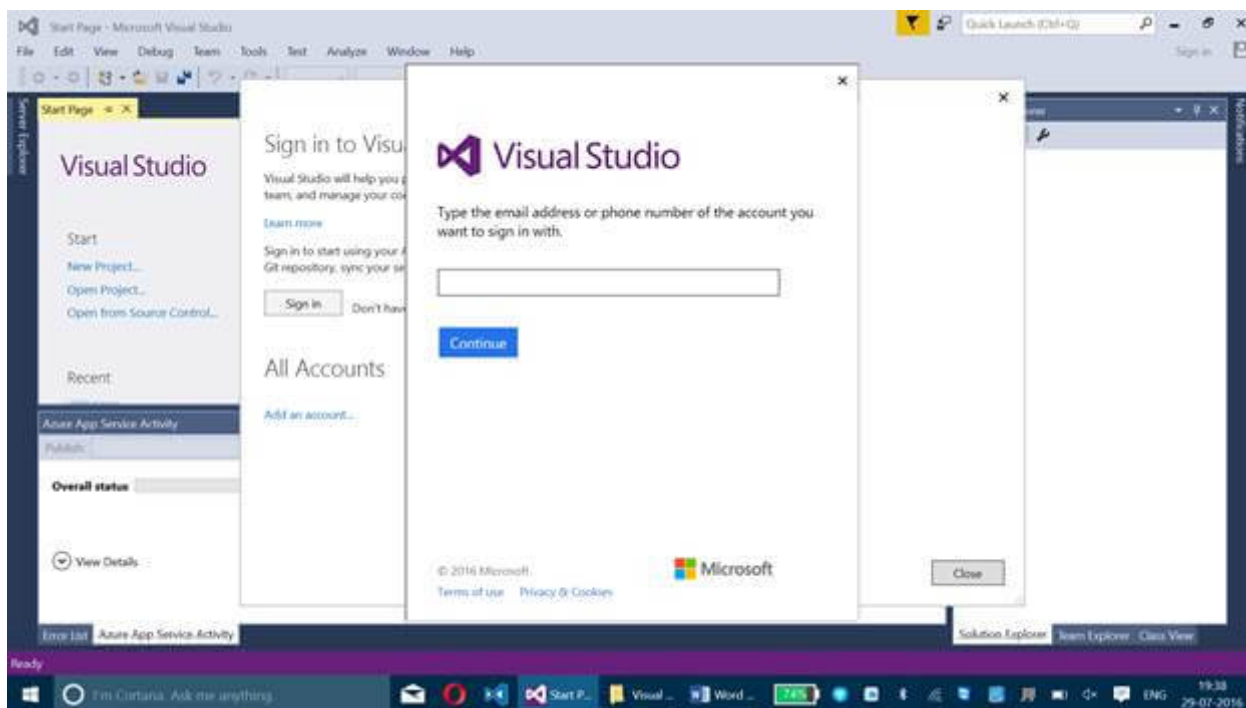 Start Page - Microsoft Visual Studio
Quick Launch (Ctrl+Q)
File Edit View Debug Team Tools Test Analyze Window Help
Sign in
Server Explorer
Start Page
Notifications
Visual Studio
Start
New Project...
Open Project...
Open from Source Control...
Recent
Azure App Service Activity
Publish
Overall status
View Details
Error List Azure App Service Activity
Sign in to Visu
Visual Studio will help you p
team, and manage your co
Learn more
Sign in to start using your A
Git repository, sync your se
Sign in Don't have
All Accounts
Add an account...
Visual Studio
Type the email address or phone number of the account you
want to sign in with.
Continue
© 2016 Microsoft
Terms of use Privacy & Cookies
Microsoft
Close
Solution Explorer Team Explorer Class View
Ready
I'm Cortana. Ask me anything.
Start P...
Visual ...
Word ...
74%
ENG
19:38
29-07-2016